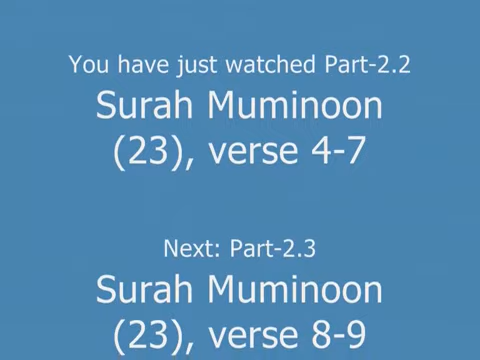 You have just watched Part-2.2
Surah Muminoon
(23), verse 4-7
Next: Part-2.3
Surah Muminoon
(23), verse 8-9